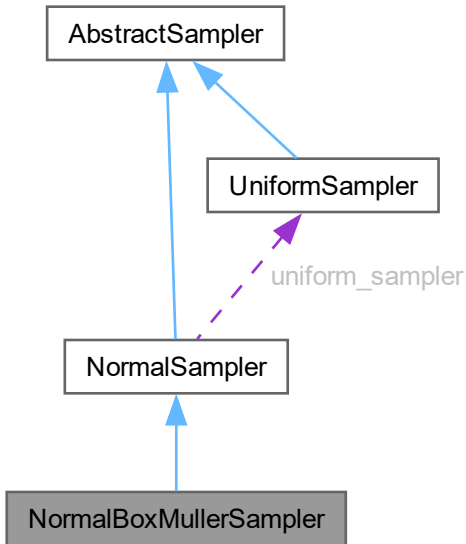 AbstractSampler
UniformSampler
uniform_sampler
NormalSampler
NormalBoxMullerSampler